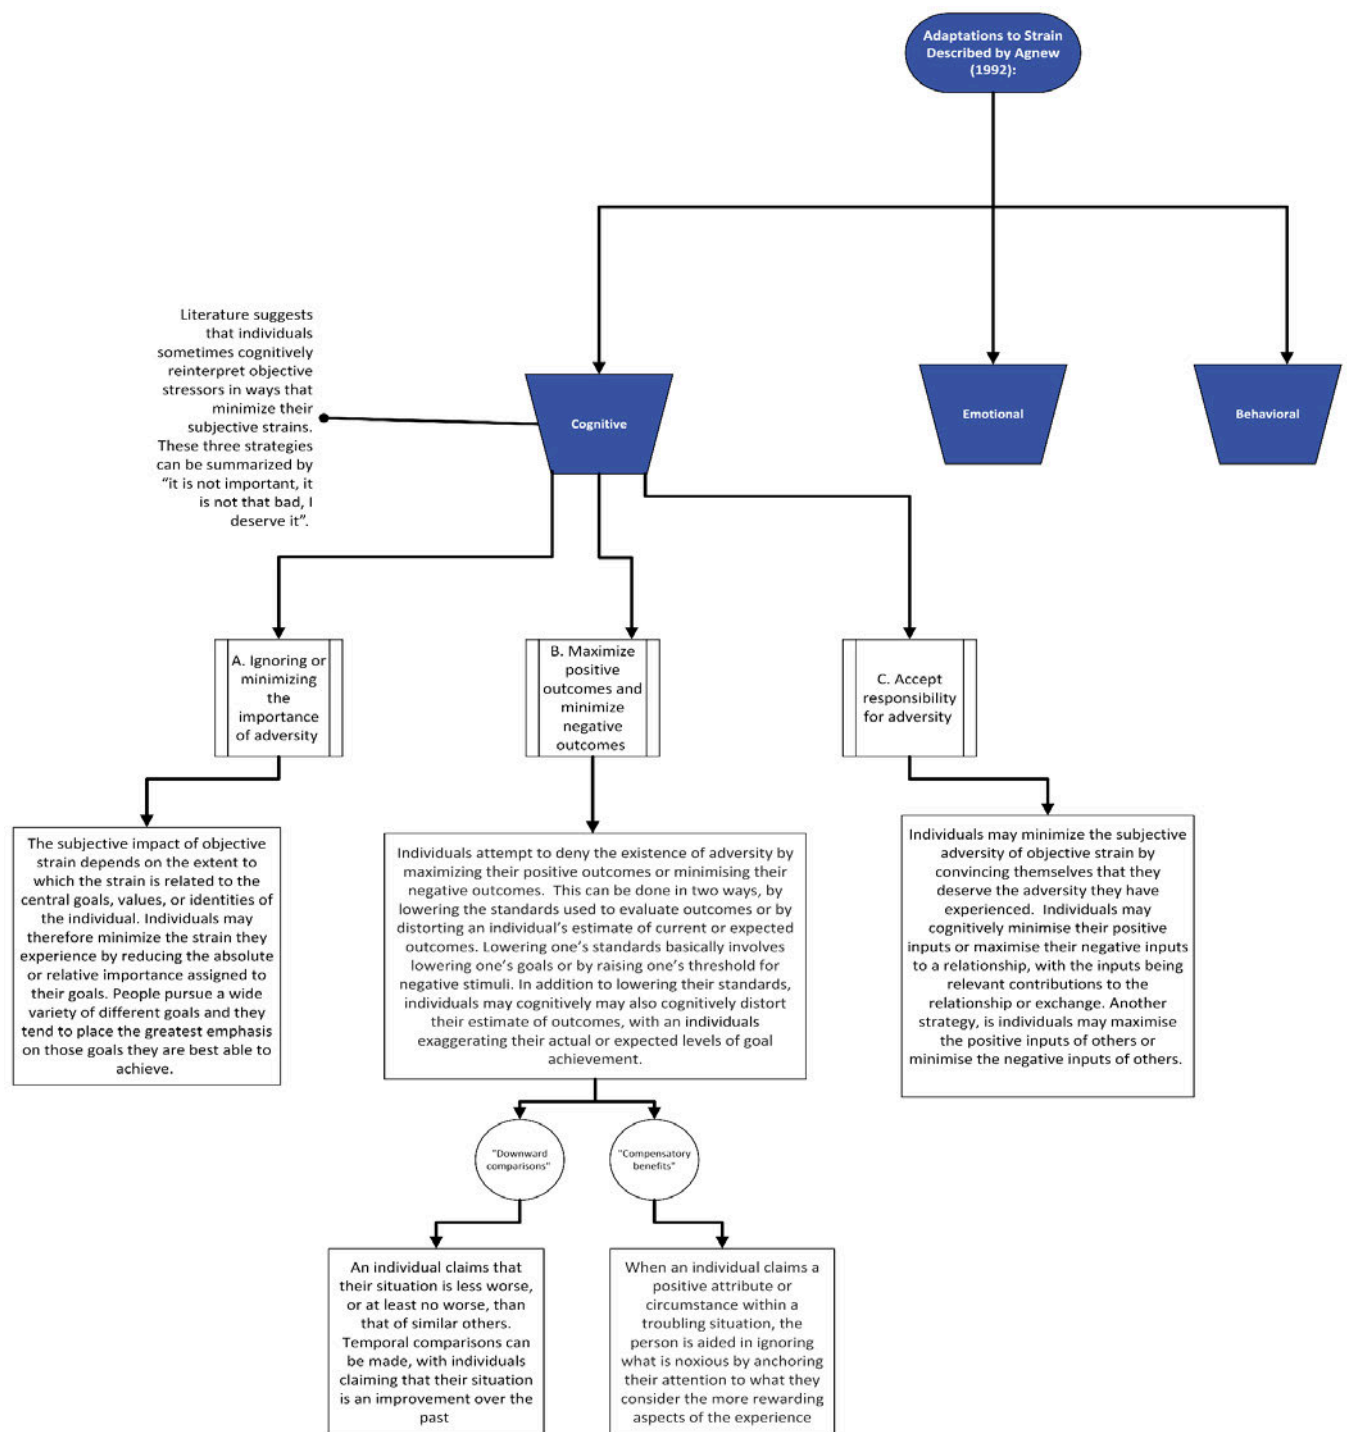 Adaptations to Strain
Described by Agnew
(1992):
Literature suggests
that individuals
sometimes cognitively
reinterpret objective
stressors in ways that
minimize their
subjective strains.
These three strategies
can be summarized by
“it is not important, it
is not that bad, I
deserve it”.
Cognitive
Emotional
Behavioral
A. Ignoring or
minimizing
the
importance
of adversity
B. Maximize
positive
outcomes and
minimize
negative
outcomes
C. Accept
responsibility
for adversity
The subjective impact of objective
strain depends on the extent to
which the strain is related to the
central goals, values, or identities of
the individual. Individuals may
therefore minimize the strain they
experience by reducing the absolute
or relative importance assigned to
their goals. People pursue a wide
variety of different goals and they
tend to place the greatest emphasis
on those goals they are best able to
achieve.
Individuals attempt to deny the existence of adversity by
maximizing their positive outcomes or minimising their
negative outcomes.  This can be done in two ways, by
lowering the standards used to evaluate outcomes or by
distorting an individual’s estimate of current or expected
outcomes. Lowering one’s standards basically involves
lowering one’s goals or by raising one’s threshold for
negative stimuli. In addition to lowering their standards,
individuals may cognitively may also cognitively distort
their estimate of outcomes, with an individuals
exaggerating their actual or expected levels of goal
achievement.
Individuals may minimize the subjective
adversity of objective strain by
convincing themselves that they
deserve the adversity they have
experienced.  Individuals may
cognitively minimise their positive
inputs or maximise their negative inputs
to a relationship, with the inputs being
relevant contributions to the
relationship or exchange. Another
strategy, is individuals may maximise
the positive inputs of others or
minimise the negative inputs of others.
"Downward
comparisons"
"Compensatory
benefits"
An individual claims that
their situation is less worse,
or at least no worse, than
that of similar others.
Temporal comparisons can
be made, with individuals
claiming that their situation
is an improvement over the
past
When an individual claims a
positive attribute or
circumstance within a
troubling situation, the
person is aided in ignoring
what is noxious by anchoring
their attention to what they
consider the more rewarding
aspects of the experience